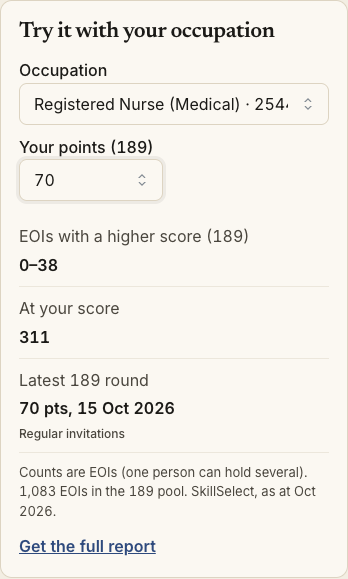 Try it with your occupation
Occupation
Registered Nurse (Medical) · 254
Your points (189)
70
EOIs with a higher score (189)
0–38
At your score
311
Latest 189 round
70 pts, 15 Oct 2026
Regular invitations
Counts are EOIs (one person can hold several).
1,083 EOIs in the 189 pool. SkillSelect, as at Oct
2026.
Get the full report